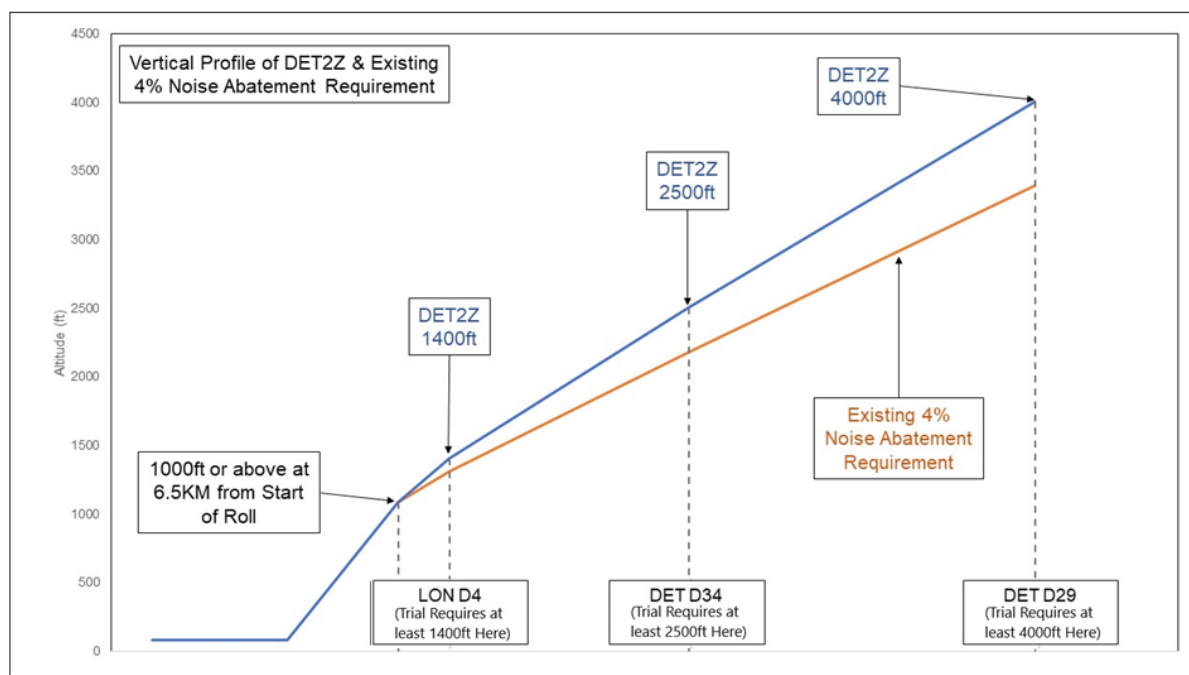 4500
4000
3500
3000
2500
2000
1500
1000
500
0
Altitude (ft)
Vertical Profile of DET2Z & Existing
4% Noise Abatement Requirement
DET2Z
4000ft
DET2Z
2500ft
DET2Z
1400ft
Existing 4%
Noise Abatement
Requirement
1000ft or above at
6.5KM from Start
of Roll
LON D4
(Trial Requires at
least 1400ft Here)
DET D34
(Trial Requires at
least 2500ft Here)
DET D29
(Trial Requires at
least 4000ft Here)